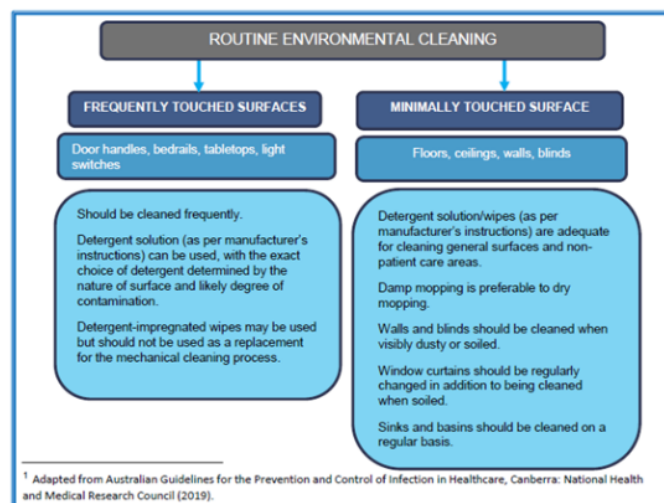 ROUTINE ENVIRONMENTAL CLEANING
FREQUENTLY TOUCHED SURFACES
Door handles, bedrails, tabletops, light
switches
Should be cleaned frequently.
Detergent solution (as per manufacturer's
instructions) can be used, with the exact
choice of detergent determined by the
nature of surface and likely degree of
contamination.
Detergent-impregnated wipes may be used
but should not be used as a replacement
for the mechanical cleaning process.
MINIMALLY TOUCHED SURFACE
Floors, ceilings, walls, blinds
Detergent solution/wipes (as per
manufacturer's instructions) are adequate
for cleaning general surfaces and non-
patient care areas.
Damp mopping is preferable to dry
mopping.
Walls and blinds should be cleaned when
visibly dusty or soiled.
Window curtains should be regularly
changed in addition to being cleaned
when soiled.
Sinks and basins should be cleaned on a
regular basis.
1 Adapted from Australian Guidelines for the Prevention and Control of Infection in Healthcare, Canberra: National Health
and Medical Research Council (2019).